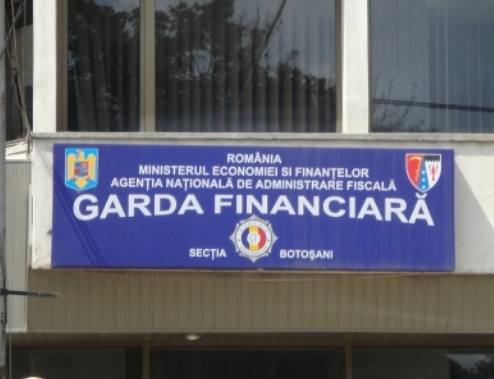 ROMÂNIA
MINISTERUL ECONOMIEI SI FINANȚELOR
AGENȚIA NAȚIONALĂ DE ADMINISTRARE FISCALĂ
GARDA FINANCIARĂ
SECȚIA BOTOȘANI